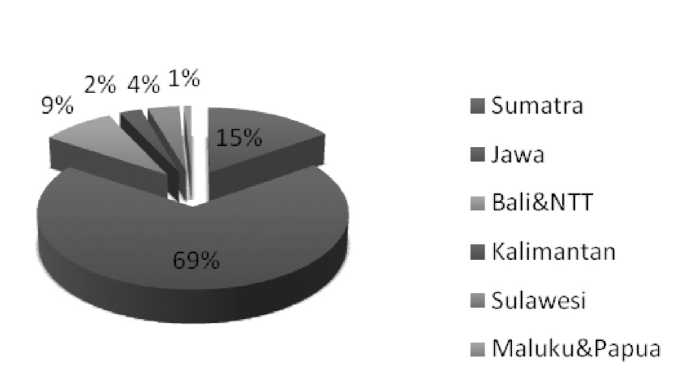 2% 4% 1%
9%
15%
69%
Sumatra
Jawa
Bali&NTT
Kalimantan
Sulawesi
Maluku&Papua